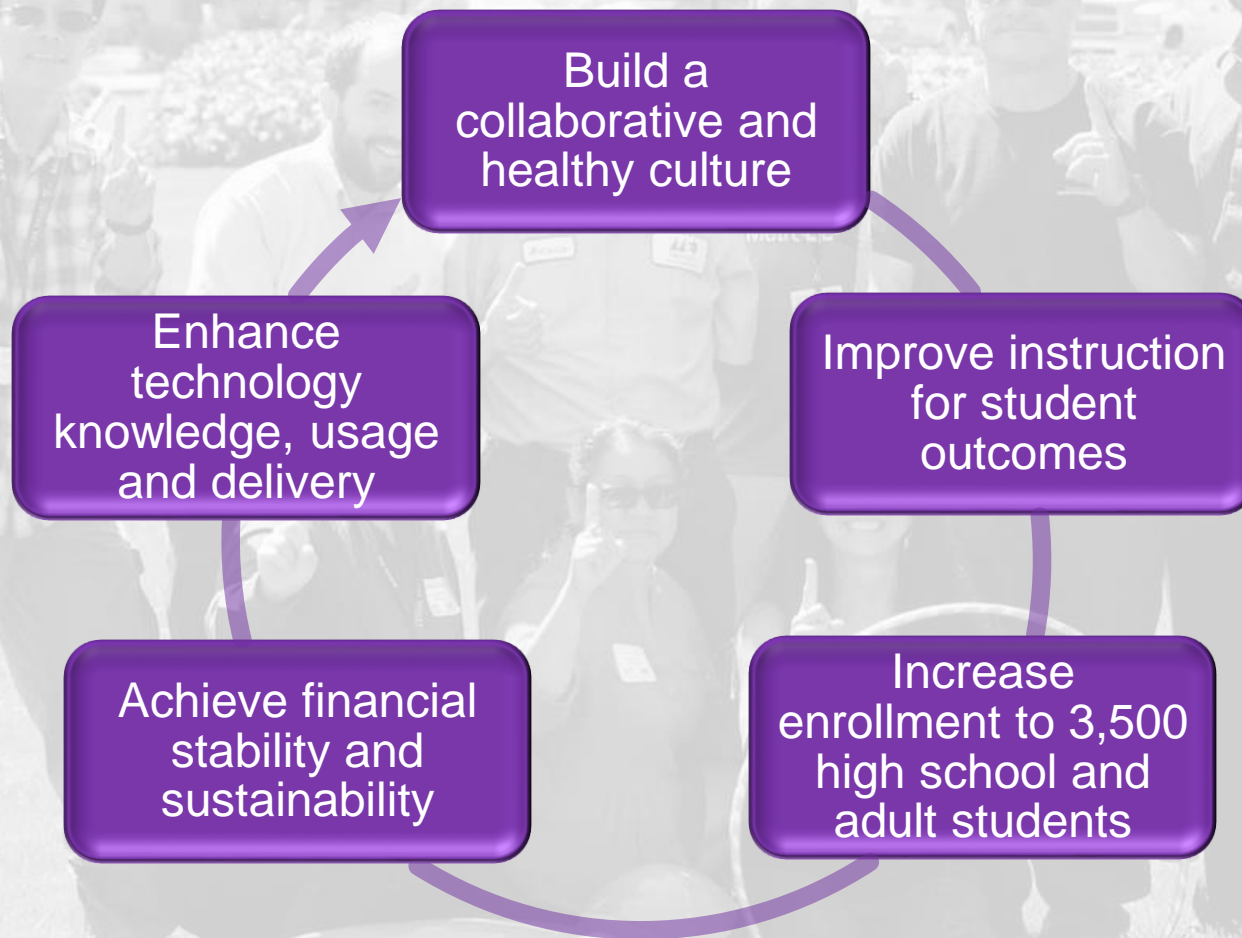 Build a
collaborative and
healthy culture
Improve instruction
for student
outcomes
Increase
enrollment to 3,500
high school and
adult students
Achieve financial
stability and
sustainability
Enhance
technology
knowledge, usage
and delivery